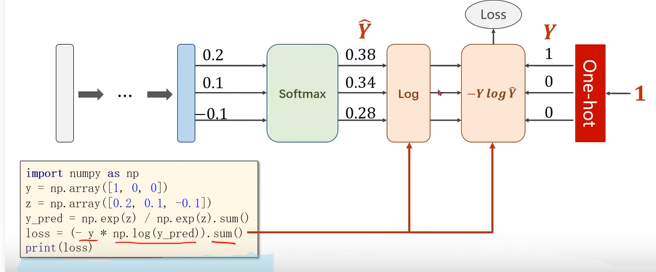 Loss
Ŷ
Y
0.2
0.38
1
0.1
Softmax
0.34
Log
-Y log Ŷ
0
One-hot
1
-0.1
0.28
0
...
import numpy as np
y = np.array([1, 0, 0])
z = np.array([0.2, 0.1, -0.1])
y_pred = np.exp(z) / np.exp(z).sum()
loss = (- y * np.log(y_pred)).sum()
print(loss)